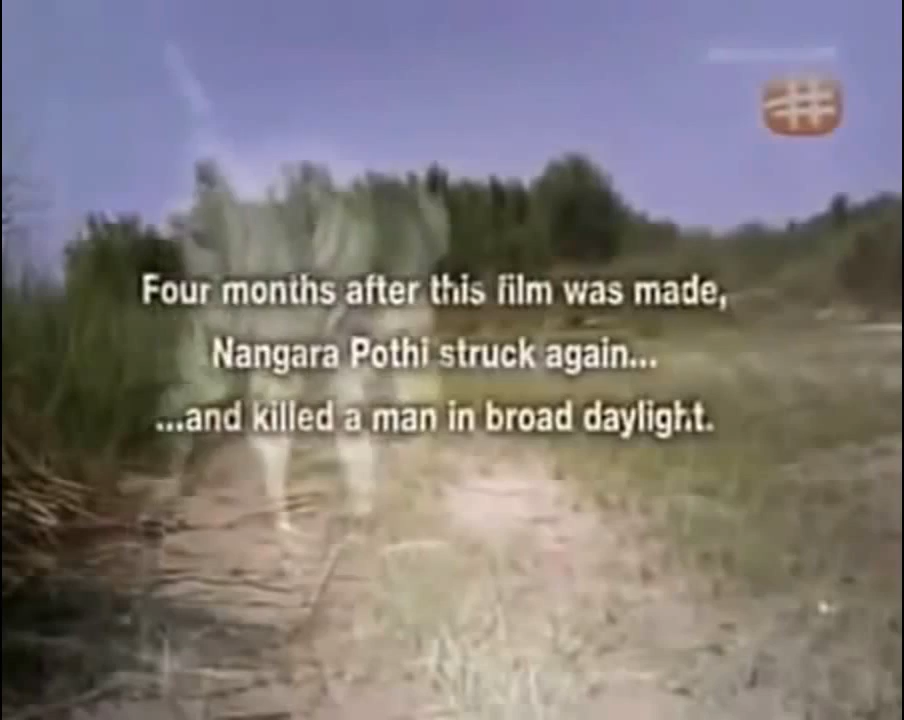 Four months after this film was made,
Nangara Pothi struck again...
...and killed a man in broad daylight.